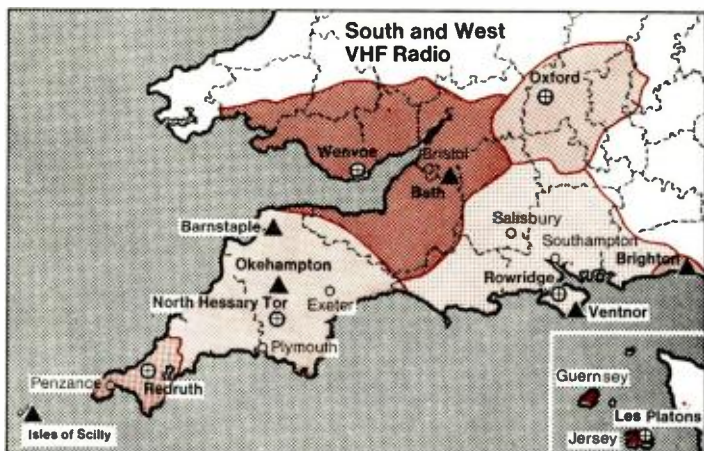 South and West
VHF Radio
Oxford
Wenvoe
Bristol
Bath
Barnstaple
Salisbury
Southampton
Okehampton
Brighton
Rowridge
North Hessary Tor
Exeter
Ventnor
Plymouth
Penzance
Redruth
Guernsey
Isles of Scilly
Les Platons
Jersey